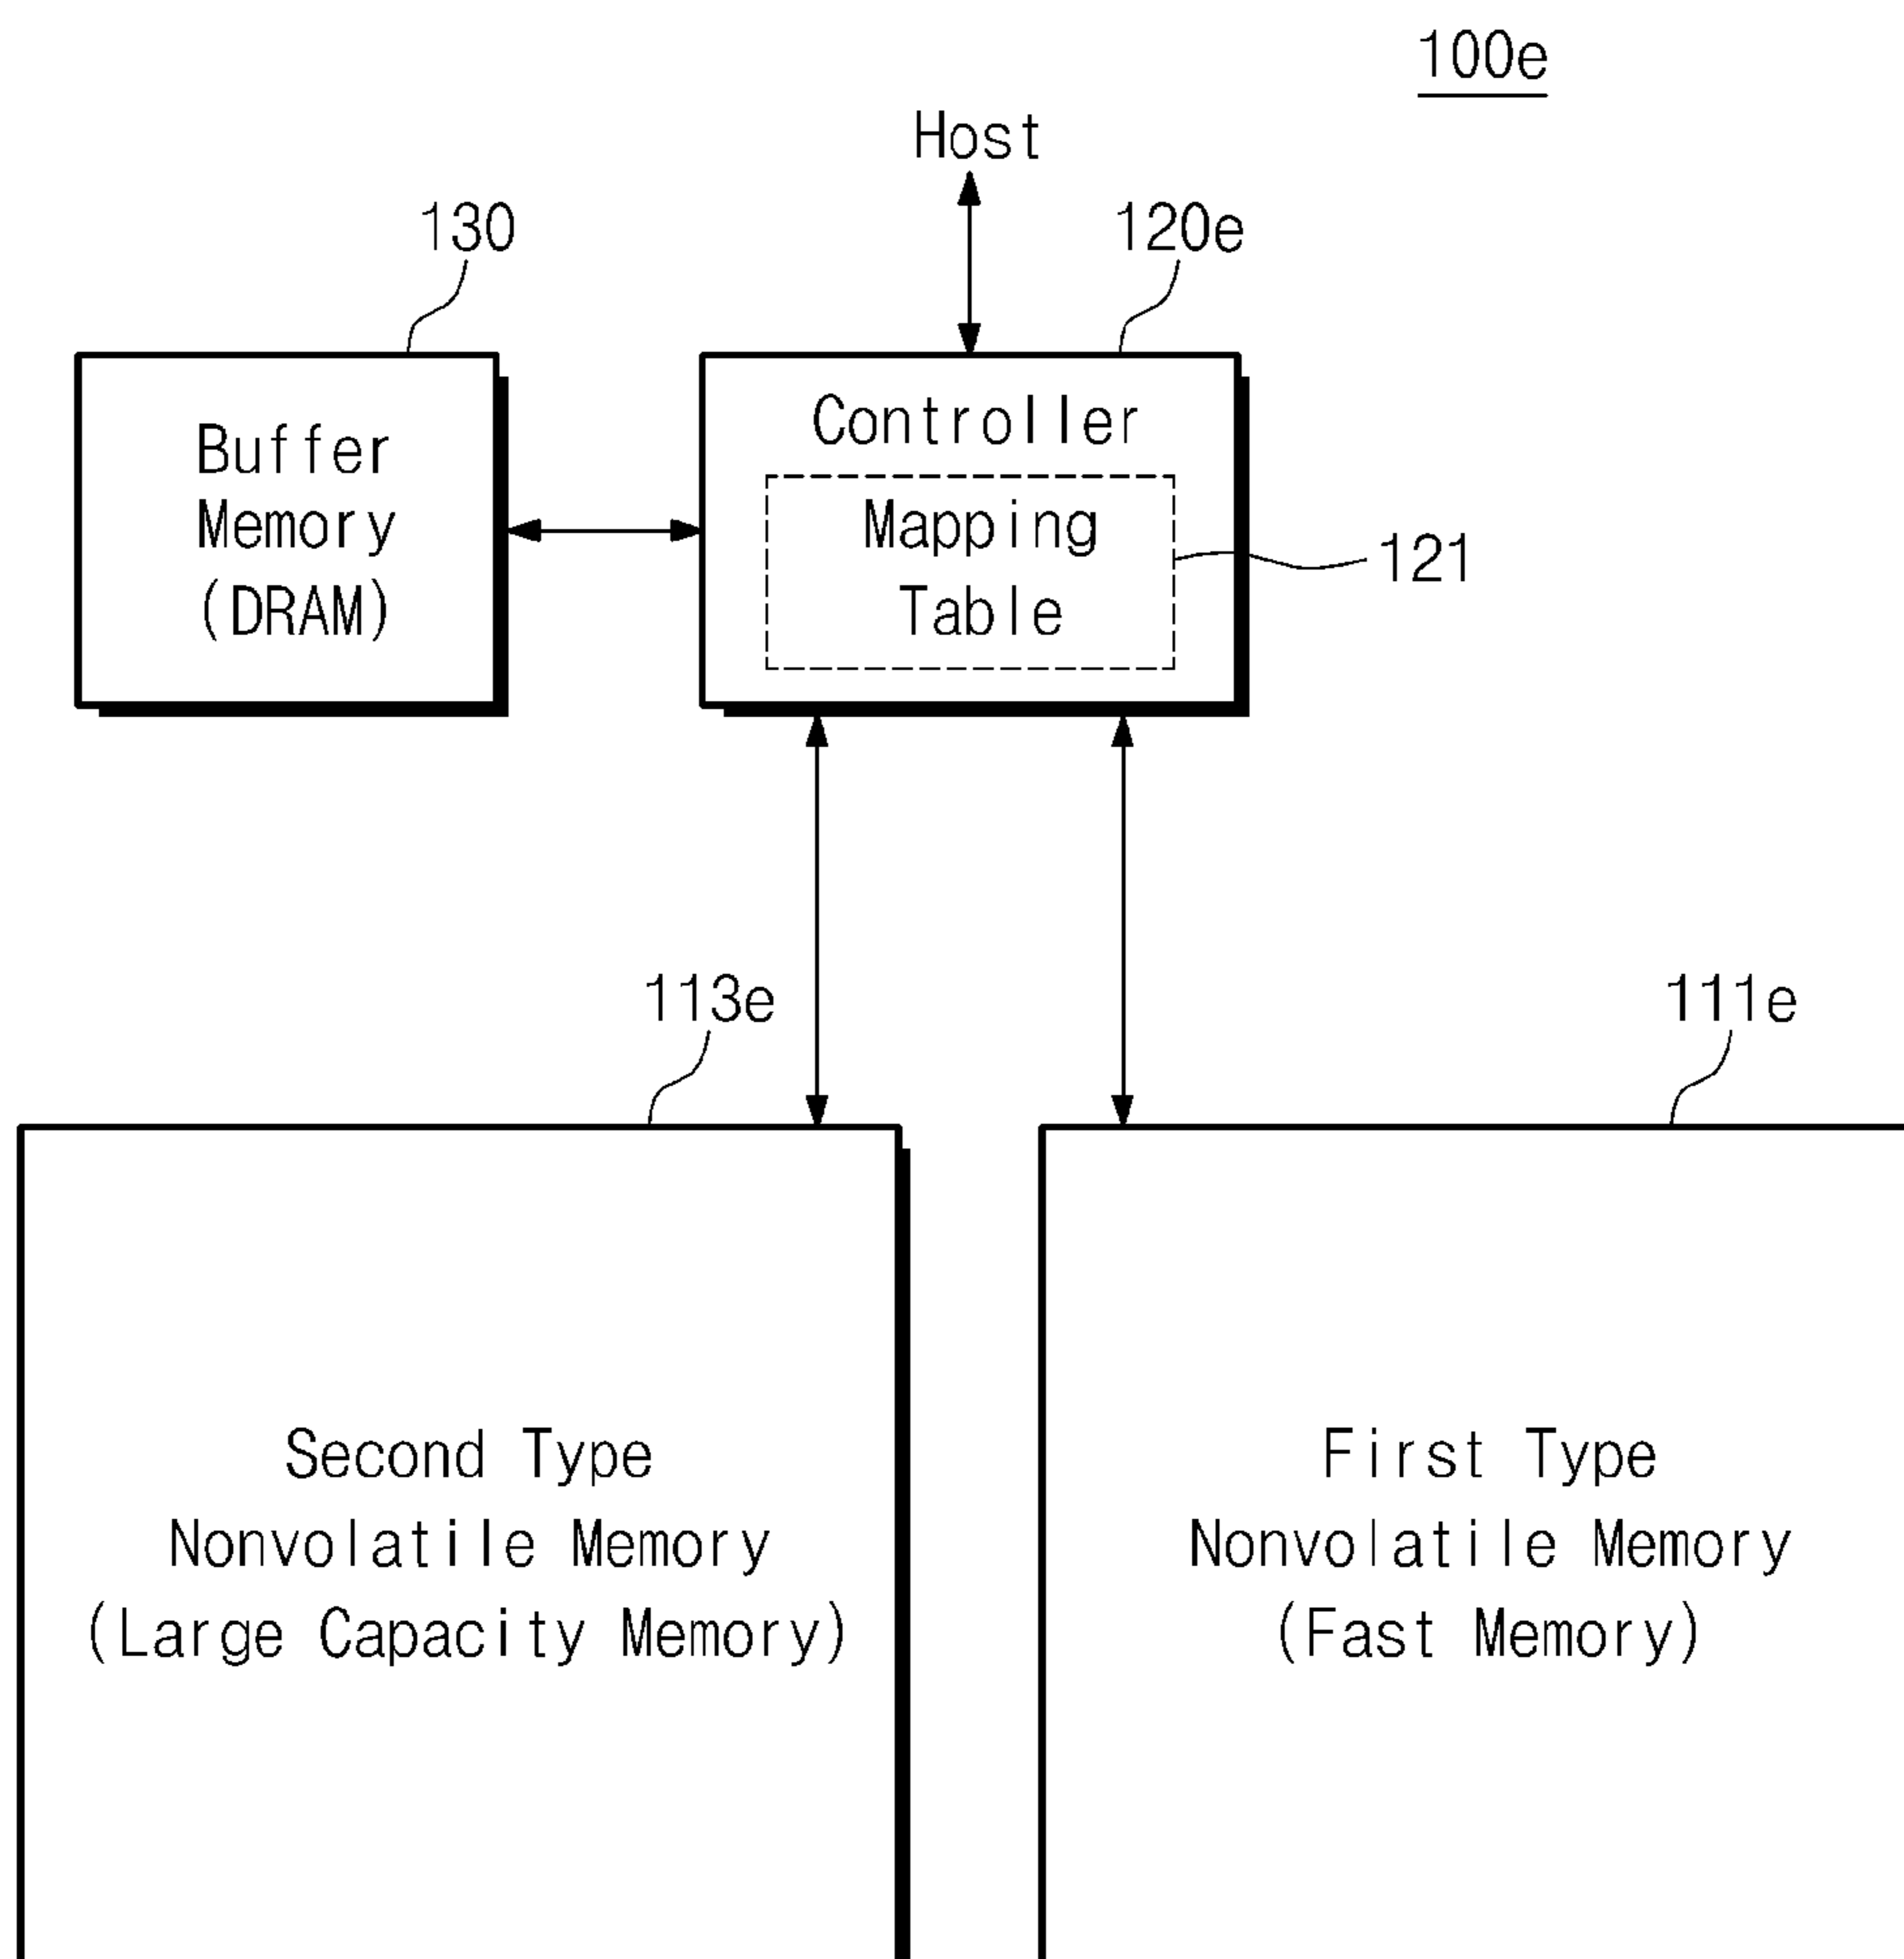 100e
Host
130
120e
Buffer
Memory
(DRAM)
Controller
Mapping
Table
121
113e
111e
Second Type
Nonvolatile Memory
(Large Capacity Memory)
First Type
Nonvolatile Memory
(Fast Memory)